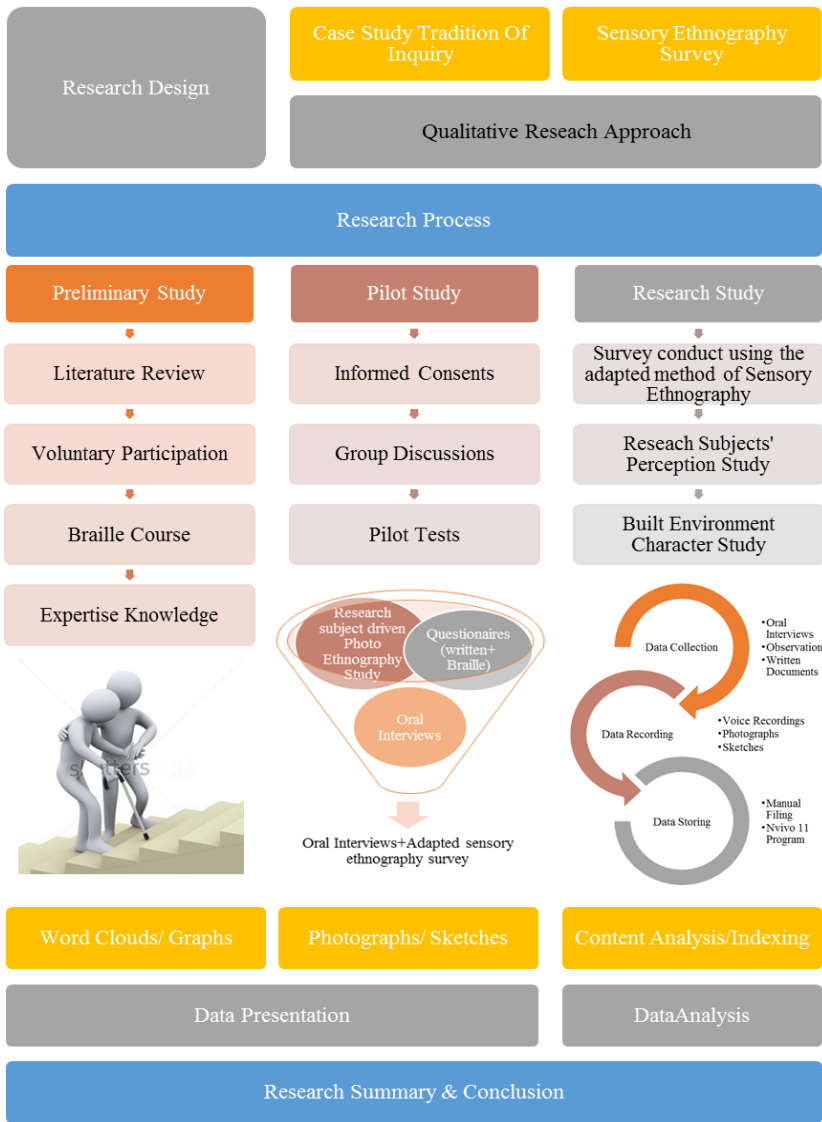 Research Design
Case Study Tradition Of
Inquiry
Sensory Ethnography
Survey
Qualitative Reseach Approach
Research Process
Preliminary Study
Literature Review
Voluntary Participation
Braille Course
Expertise Knowledge
Pilot Study
Informed Consents
Group Discussions
Pilot Tests
Research
subject driven
Photo
Ethnography
Study
Questionaires
(written+
Braille)
Oral
Interviews
Oral Interviews+Adapted sensory
ethnography survey
Research Study
Survey conduct using the
adapted method of Sensory
Ethnography
Reseach Subjects'
Perception Study
Built Environment
Character Study
Data Collection
•Oral
Interviews
•Observation
•Written
Documents
Data Recording
•Voice Recordings
•Photographs
•Sketches
Data Storing
•Manual
Filing
•Nvivo 11
Program
Word Clouds/ Graphs
Photographs/ Sketches
Content Analysis/Indexing
Data Presentation
DataAnalysis
Research Summary & Conclusion